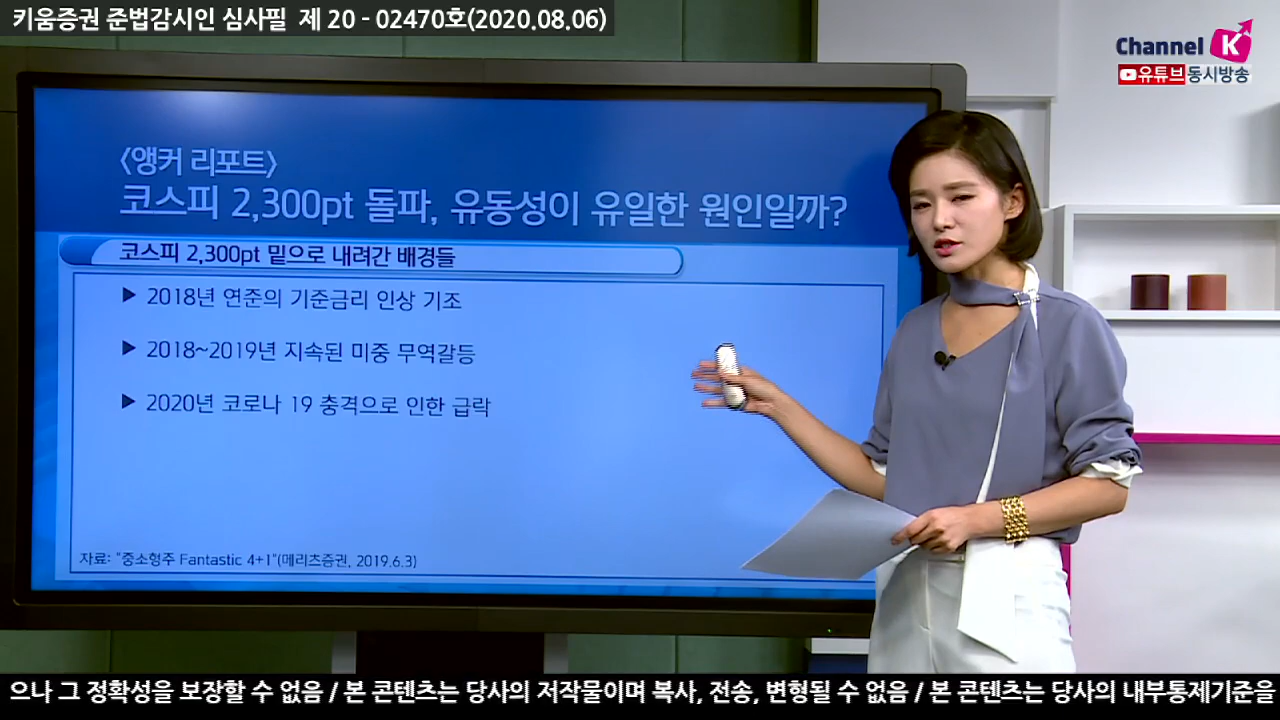 키움증권 준법감시인 심사필 제 20 - 02470호(2020.08.06)
Channel K
유튜브동시방송
<앵커 리포트>
코스피 2,300pt 돌파, 유동성이 유일한 원인일까?
코스피 2,300pt 밑으로 내려간 배경들
▶ 2018년 연준의 기준금리 인상 기조
▶ 2018~2019년 지속된 미중 무역갈등
▶ 2020년 코로나 19 충격으로 인한 급락
자료: "중소형주 Fantastic 4+1"(메리츠증권, 2019.6.3)
으나 그 정확성을 보장할 수 없음 / 본 콘텐츠는 당사의 저작물이며 복사, 전송, 변형될 수 없음 / 본 콘텐츠는 당사의 내부통제기준을